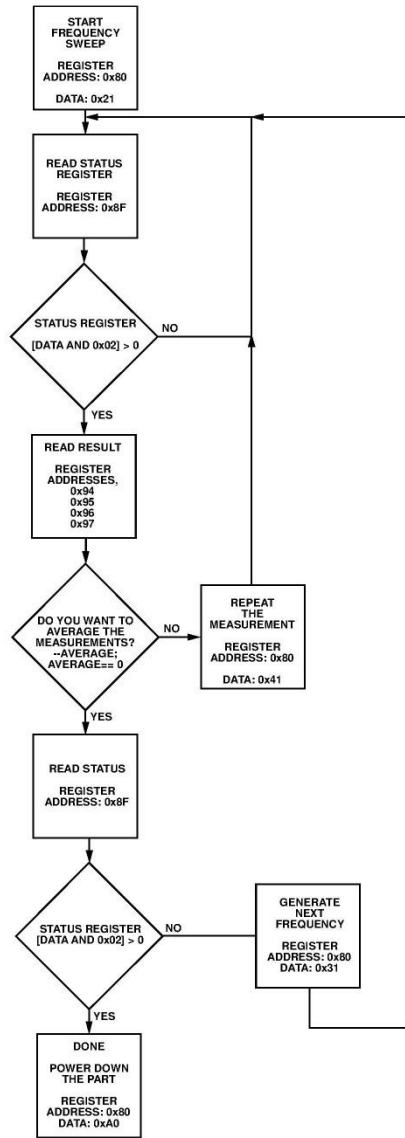 START
FREQUENCY
SWEEP
REGISTER
ADDRESS: 0x80
DATA: 0x21
READ STATUS
REGISTER
REGISTER
ADDRESS: 0x8F
STATUS REGISTER
[DATA AND 0x02] > 0
NO
YES
READ RESULT
REGISTER
ADDRESSES,
0x94
0x95
0x96
0x97
DO YOU WANT TO
AVERAGE THE
MEASUREMENTS?
--AVERAGE;
AVERAGE== 0
NO
REPEAT
THE
MEASUREMENT
REGISTER
ADDRESS: 0x80
DATA: 0x41
YES
READ STATUS
REGISTER
ADDRESS: 0x8F
STATUS REGISTER
[DATA AND 0x02] > 0
NO
GENERATE
NEXT
FREQUENCY
REGISTER
ADDRESS: 0x80
DATA: 0x31
YES
DONE
POWER DOWN
THE PART
REGISTER
ADDRESS: 0x80
DATA: 0xA0